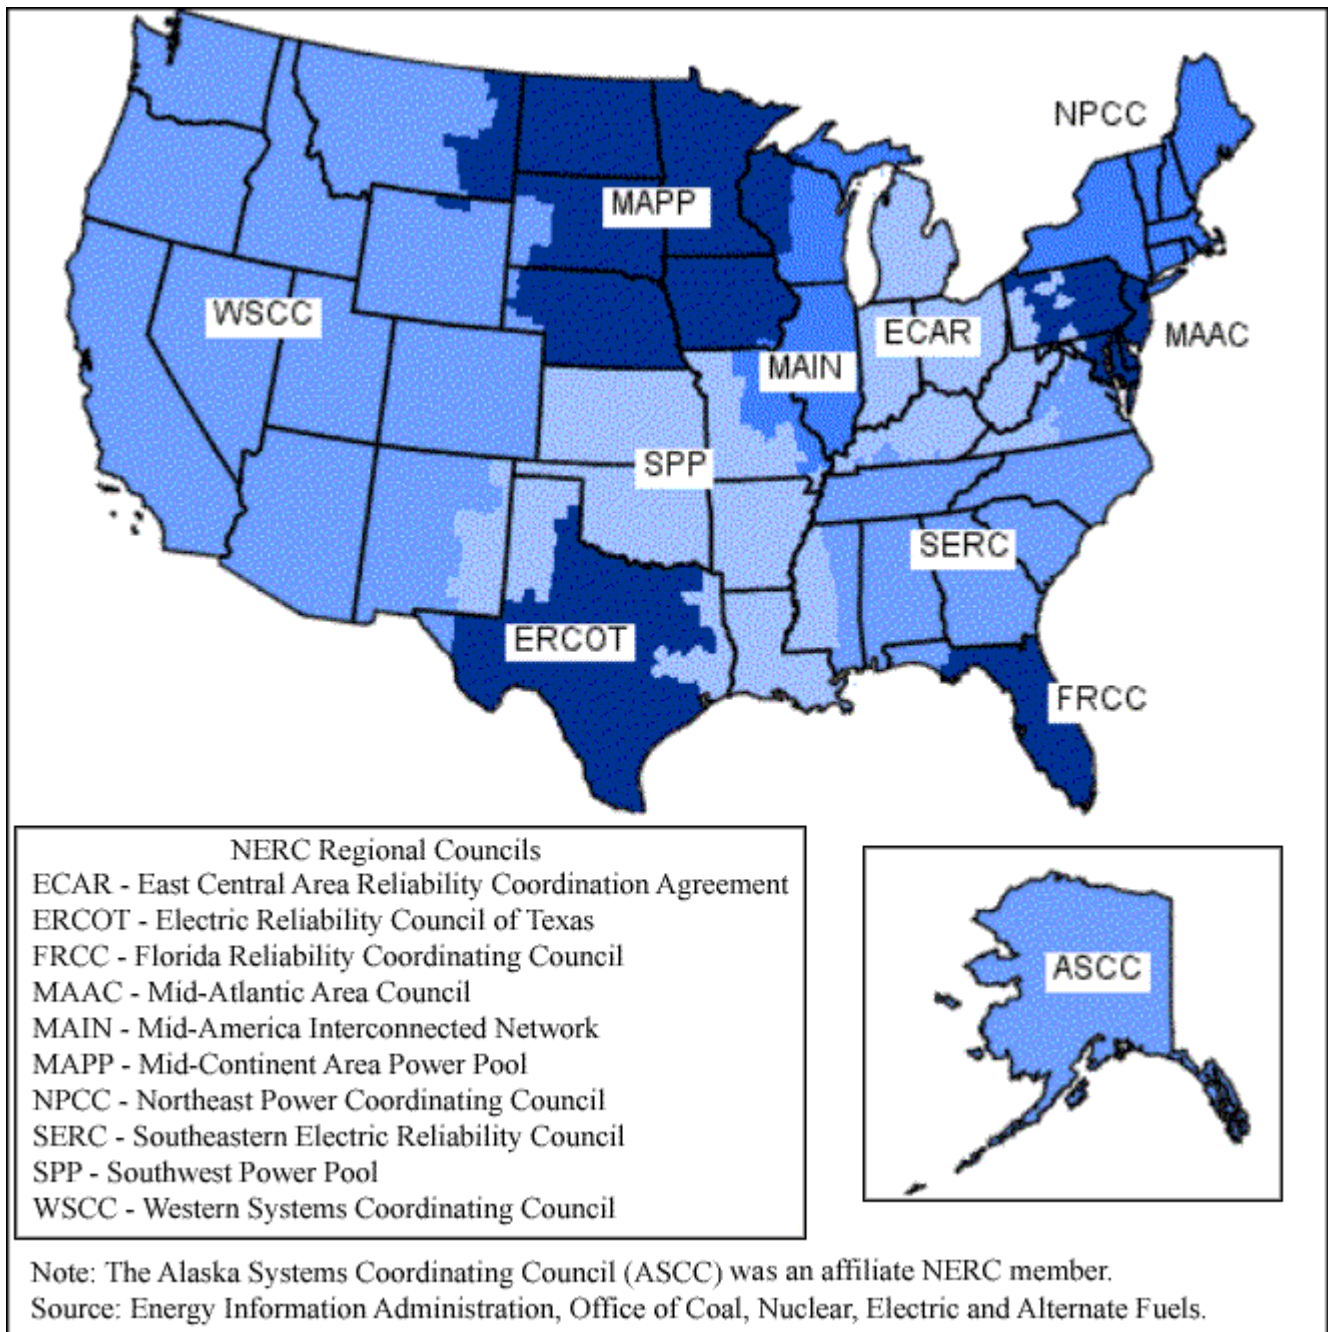 NPCC
MAPP
WSCC
ECAR
MAAC
MAIN
SPP
SERC
ERCOT
FRCC
NERC Regional Councils
ECAR - East Central Area Reliability Coordination Agreement
ERCOT - Electric Reliability Council of Texas
FRCC - Florida Reliability Coordinating Council
MAAC - Mid-Atlantic Area Council
MAIN - Mid-America Interconnected Network
MAPP - Mid-Continent Area Power Pool
NPCC - Northeast Power Coordinating Council
SERC - Southeastern Electric Reliability Council
SPP - Southwest Power Pool
WSCC - Western Systems Coordinating Council
ASCC
Note: The Alaska Systems Coordinating Council (ASCC) was an affiliate NERC member.
Source: Energy Information Administration, Office of Coal, Nuclear, Electric and Alternate Fuels.